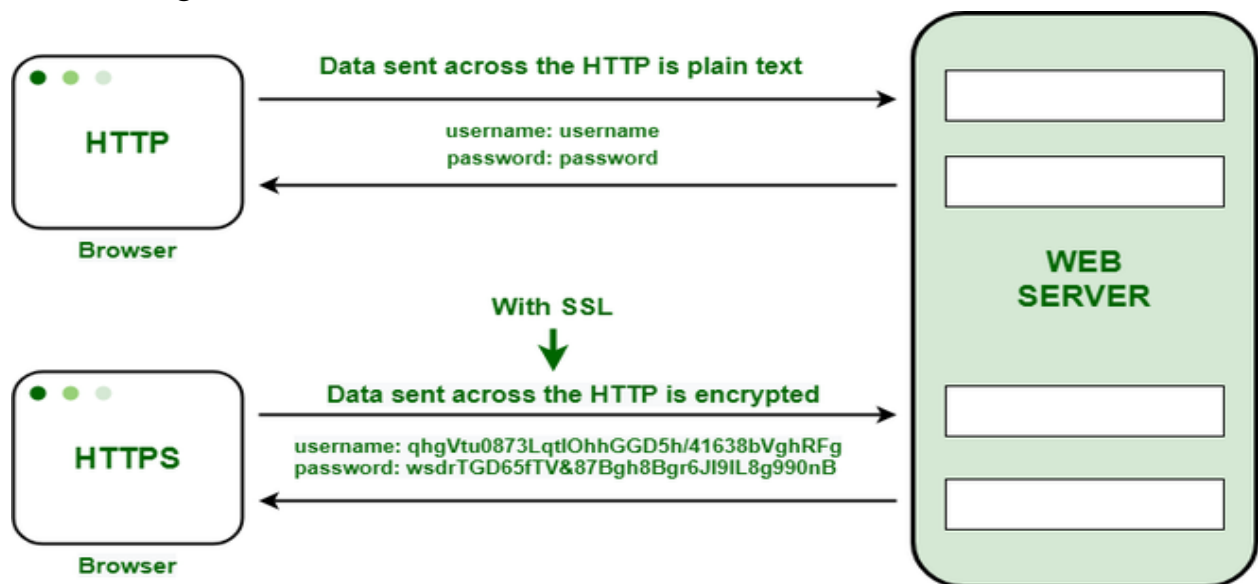 Data sent across the HTTP is plain text
HTTP
username: username
password: password
Browser
WEB
SERVER
With SSL
Data sent across the HTTP is encrypted
HTTPS
username: qhgVtu0873LqtlOhhGGD5h/41638bVghRFg
password: wsdrTGD65fTV&87Bgh8Bgr6Jl9lL8g990nB
Browser